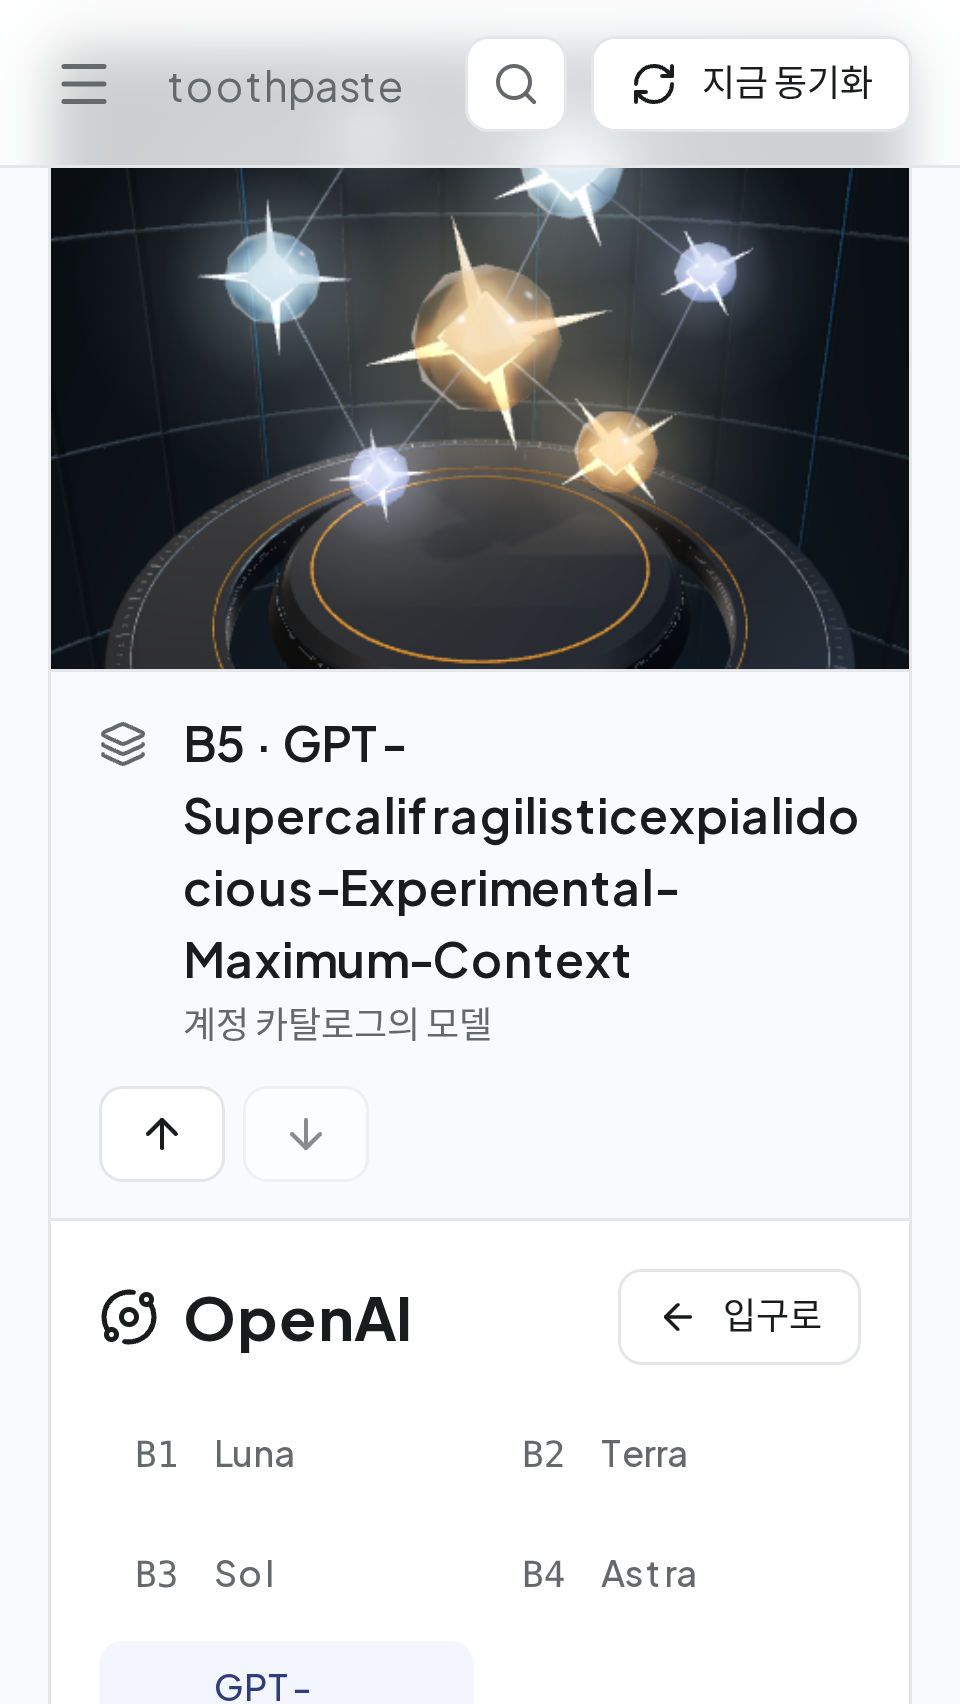 toothpaste
지금 동기화
B5 · GPT-
Supercalifragilisticexpialido
cious-Experimental-
Maximum-Context
계정 카탈로그의 모델
OpenAI
입구로
B1 Luna
B2 Terra
B3 Sol
B4 Astra
GPT-